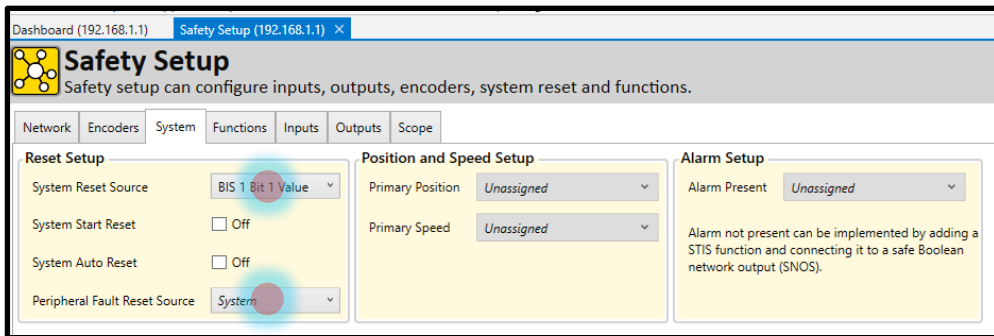 Dashboard (192.168.1.1) Safety Setup (192.168.1.1) ×
Safety Setup
Safety setup can configure inputs, outputs, encoders, system reset and functions.
Network Encoders System Functions Inputs Outputs Scope
Reset Setup
System Reset Source BIS 1 Bit 1 Value
System Start Reset Off
System Auto Reset Off
Peripheral Fault Reset Source System
Position and Speed Setup
Primary Position Unassigned
Primary Speed Unassigned
Alarm Setup
Alarm Present Unassigned
Alarm not present can be implemented by adding a
STIS function and connecting it to a safe Boolean
network output (SNOS).